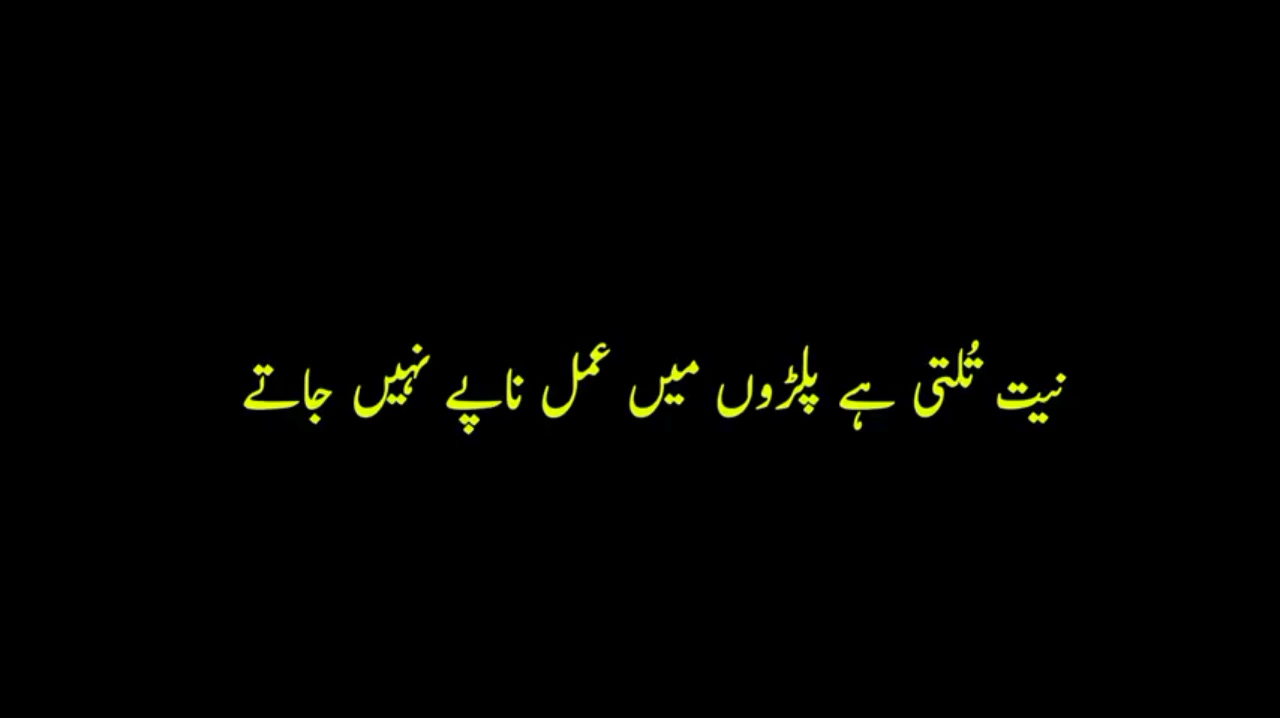 نیت تُلتی ہے پلڑوں میں عمل ناپے نہیں جاتے